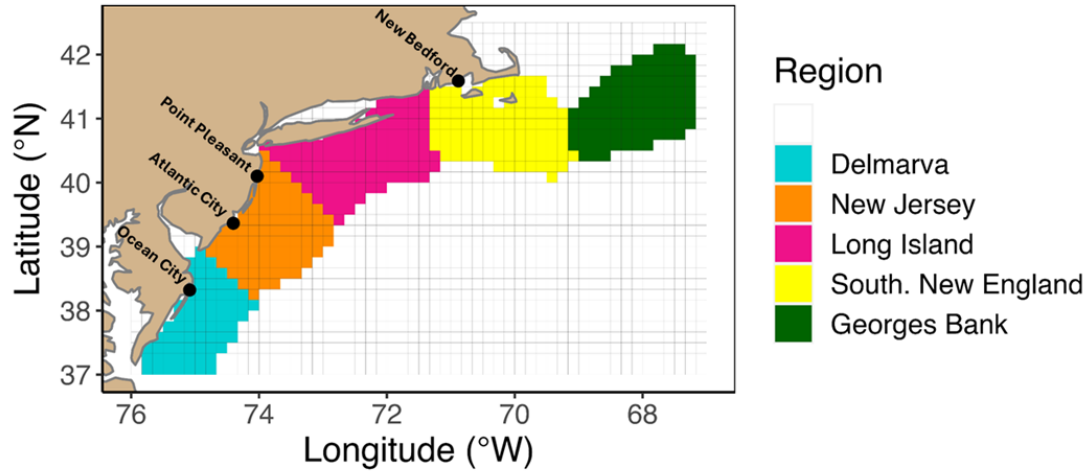 New Bedford
Point Pleasant
Atlantic City
Ocean City
42
41
40
39
38
37
Latitude (°N)
76
74
72
70
68
Longitude (°W)
Region
Delmarva
New Jersey
Long Island
South. New England
Georges Bank